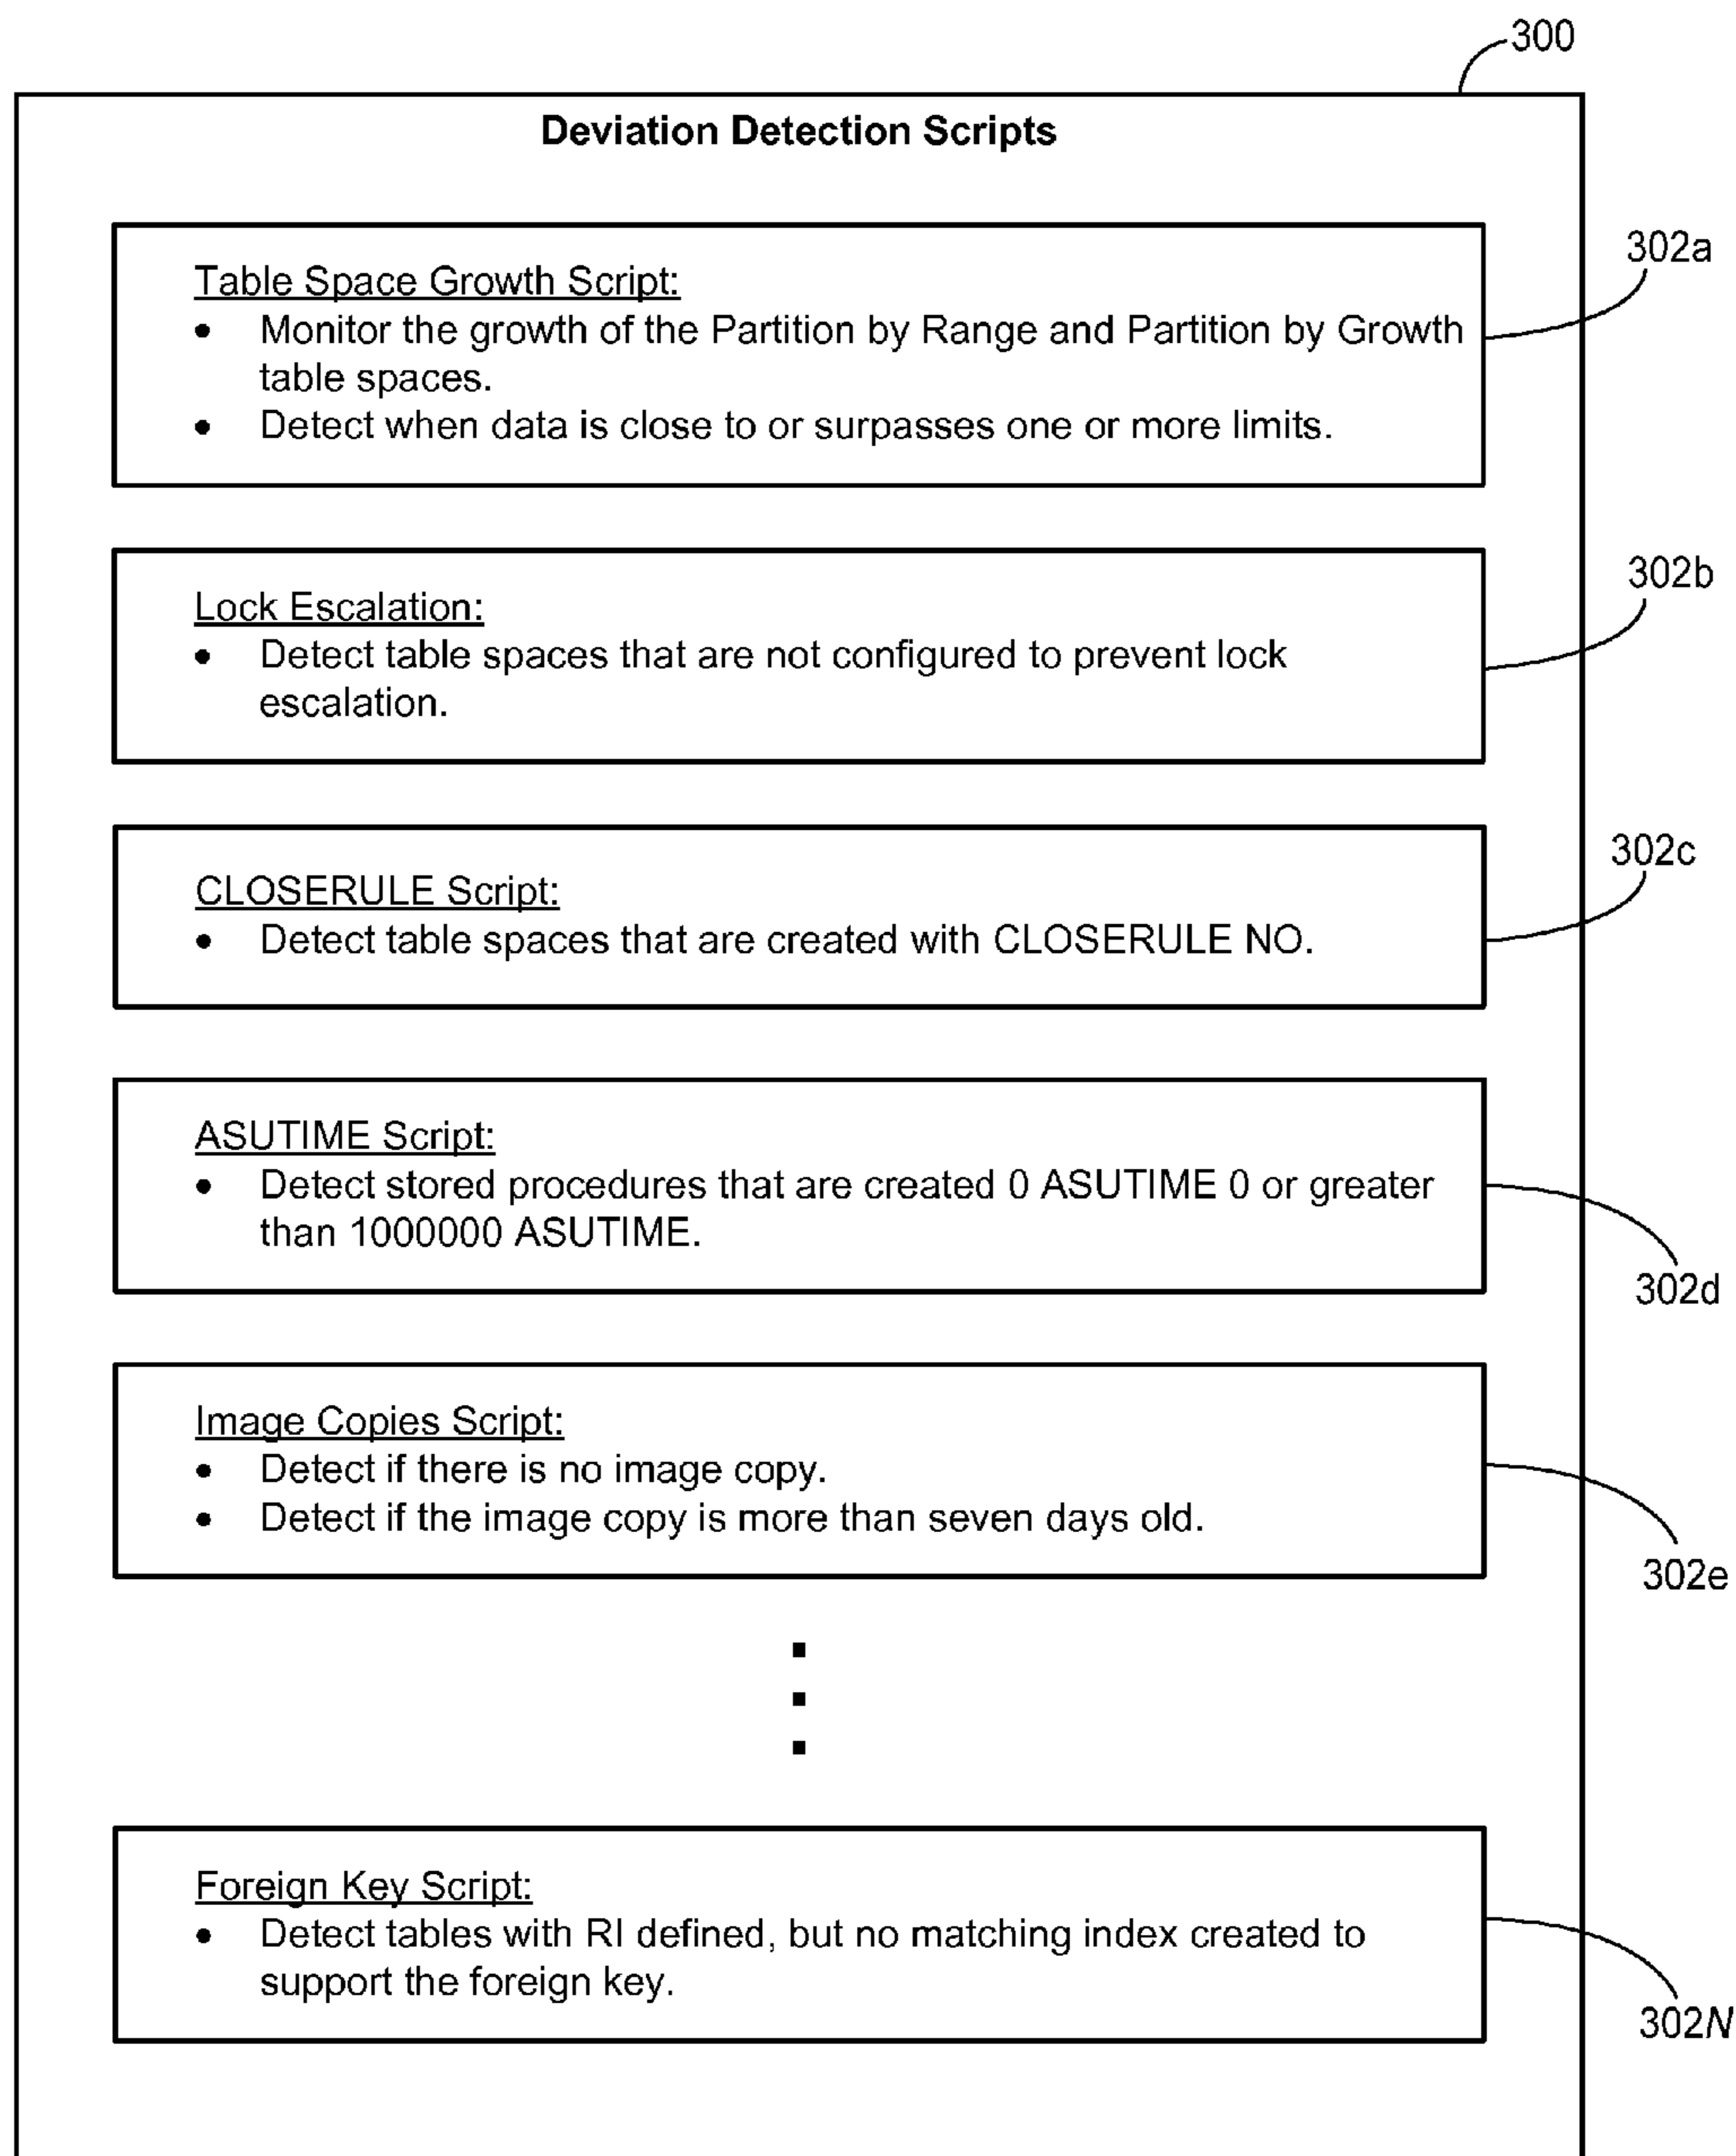 300
Deviation Detection Scripts
302a
Table Space Growth Script:
• Monitor the growth of the Partition by Range and Partition by Growth
table spaces.
• Detect when data is close to or surpasses one or more limits.
302b
Lock Escalation:
• Detect table spaces that are not configured to prevent lock
escalation.
302c
CLOSERULE Script:
• Detect table spaces that are created with CLOSERULE NO.
ASUTIME Script:
• Detect stored procedures that are created 0 ASUTIME 0 or greater
than 1000000 ASUTIME.
302d
Image Copies Script:
• Detect if there is no image copy.
• Detect if the image copy is more than seven days old.
302e
Foreign Key Script:
• Detect tables with RI defined, but no matching index created to
support the foreign key.
302N